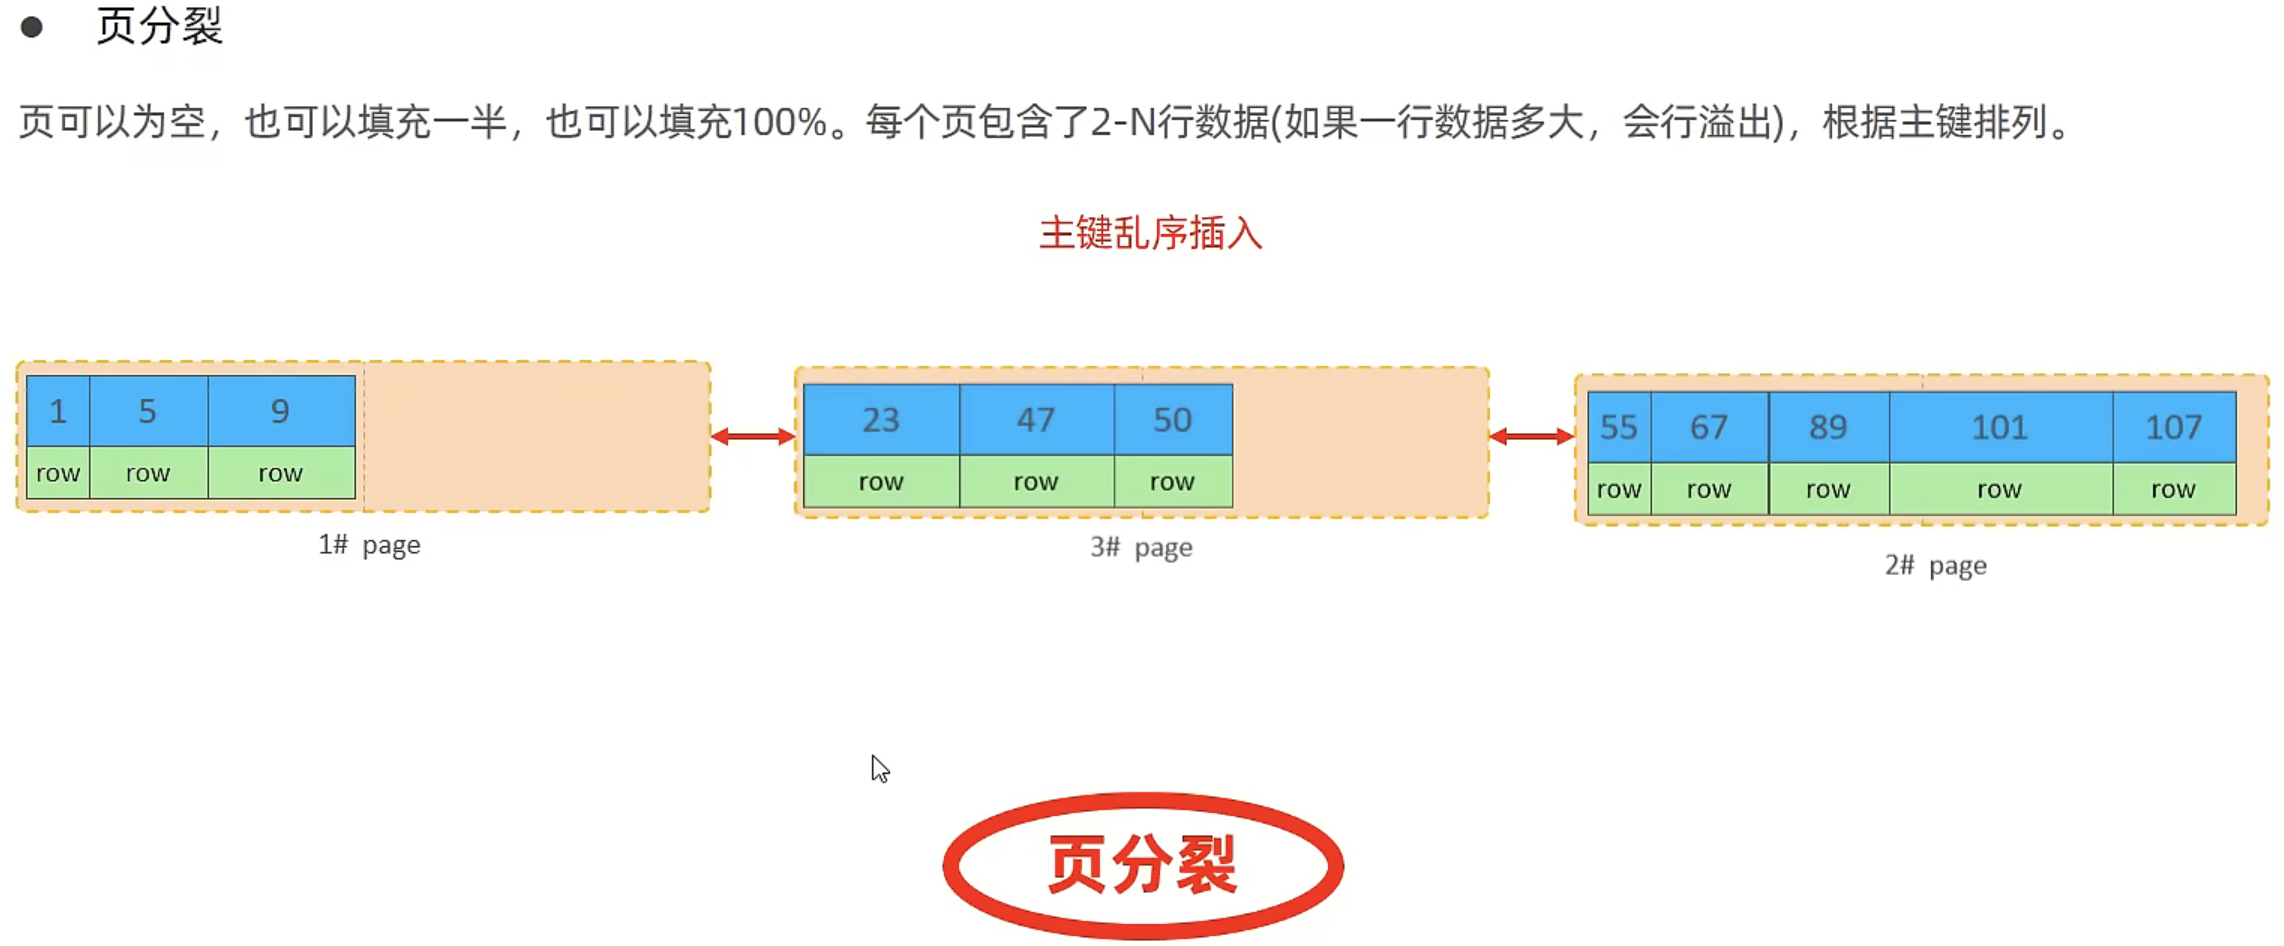 ● 页分裂
页可以为空，也可以填充一半，也可以填充100%。每个页包含了2-N行数据(如果一行数据多大，会行溢出)，根据主键排列。
主键乱序插入
1 5 9
row row row
1# page
23 47 50
row row row
3# page
55 67 89 101 107
row row row row row
2# page
页分裂